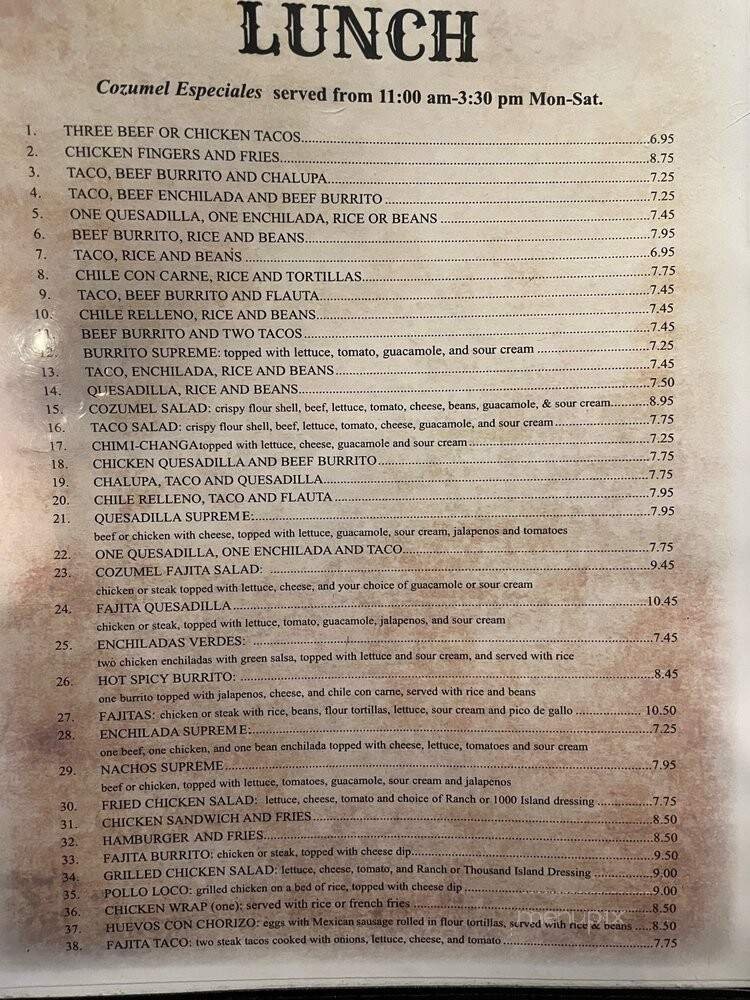 LUNCH
Cozumel Especiales served from 11:00 am-3:30 pm Mon-Sat.
1. THREE BEEF OR CHICKEN TACOS 6.95
2. CHICKEN FINGERS AND FRIES 8.75
3. TACO, BEEF BURRITO AND CHALUPA 7.25
4. TACO, BEEF ENCHILADA AND BEEF BURRITO 7.25
5. ONE QUESADILLA, ONE ENCHILADA, RICE OR BEANS 7.45
6. BEEF BURRITO, RICE AND BEANS 7.95
7. TACO, RICE AND BEANS 6.95
8. CHILE CON CARNE, RICE AND TORTILLAS 7.75
9. TACO, BEEF BURRITO AND FLAUTA 7.45
10. CHILE RELLENO, RICE AND BEANS 7.45
11. BEEF BURRITO AND TWO TACOS 7.45
12. BURRITO SUPREME: topped with lettuce, tomato, guacamole, and sour cream 7.25
13. TACO, ENCHILADA, RICE AND BEANS 7.45
14. QUESADILLA, RICE AND BEANS 7.50
15. COZUMEL SALAD: crispy flour shell, beef, lettuce, tomato, cheese, beans, guacamole, & sour cream 8.95
16. TACO SALAD: crispy flour shell, beef, lettuce, tomato, cheese, guacamole, and sour cream 7.75
17. CHIMI-CHANGA topped with lettuce, cheese, guacamole and sour cream 7.25
18. CHICKEN QUESADILLA AND BEEF BURRITO 7.75
19. CHALUPA, TACO AND QUESADILLA 7.75
20. CHILE RELLENO, TACO AND FLAUTA 7.95
21. QUESADILLA SUPREME: 7.95
beef or chicken with cheese, topped with lettuce, guacamole, sour cream, jalapenos and tomatoes
22. ONE QUESADILLA, ONE ENCHILADA AND TACO 7.75
23. COZUMEL FAJITA SALAD: 9.45
chicken or steak topped with lettuce, cheese, and your choice of guacamole or sour cream
24. FAJITA QUESADILLA 10.45
chicken or steak, topped with lettuce, tomato, guacamole, jalapenos, and sour cream
25. ENCHILADAS VERDES: 7.45
two chicken enchiladas with green salsa, topped with lettuce and sour cream, and served with rice
26. HOT SPICY BURRITO: 8.45
one burrito topped with jalapenos, cheese, and chile con carne, served with rice and beans
27. FAJITAS: chicken or steak with rice, beans, flour tortillas, lettuce, sour cream and pico de gallo 10.50
28. ENCHILADA SUPREME: 7.25
one beef, one chicken, and one bean enchilada topped with cheese, lettuce, tomatoes and sour cream
29. NACHOS SUPREME 7.95
beef or chicken, topped with lettuce, tomatoes, guacamole, sour cream and jalapenos
30. FRIED CHICKEN SALAD: lettuce, cheese, tomato and choice of Ranch or 1000 Island dressing 7.75
31. CHICKEN SANDWICH AND FRIES 8.50
32. HAMBURGER AND FRIES 8.50
33. FAJITA BURRITO: chicken or steak, topped with cheese dip 9.50
34. GRILLED CHICKEN SALAD: lettuce, cheese, tomato, and Ranch or Thousand Island Dressing 9.00
35. POLLO LOCO: grilled chicken on a bed of rice, topped with cheese dip 9.00
36. CHICKEN WRAP (one): served with rice or french fries 8.50
37. HUEVOS CON CHORIZO: eggs with Mexican sausage rolled in flour tortillas, served with rice & beans 8.50
38. FAJITA TACO: two steak tacos cooked with onions, lettuce, cheese, and tomato 7.75
menupix